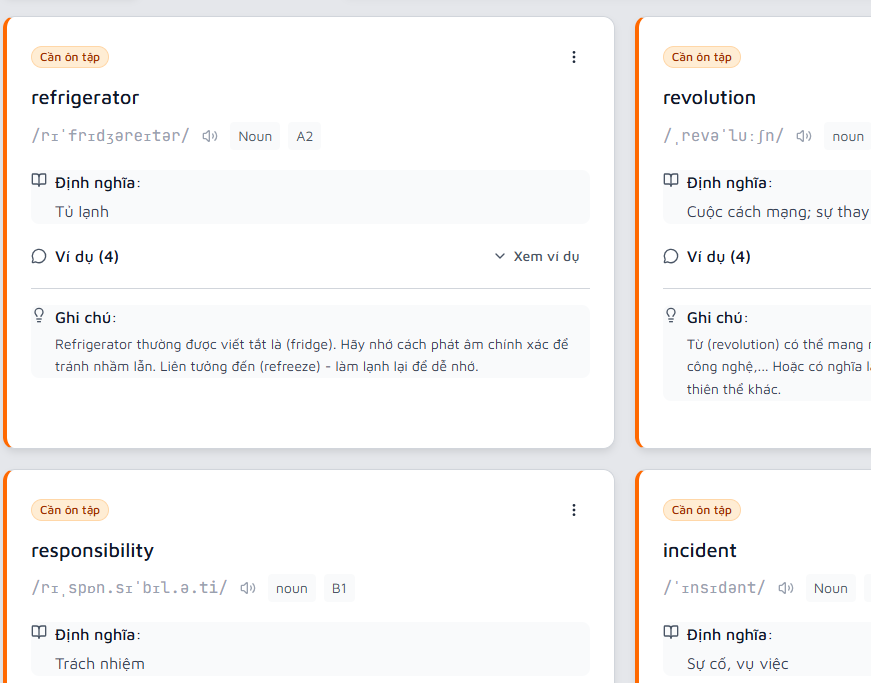 Cần ôn tập
refrigerator
/rɪˈfrɪdʒəreɪtər/ Noun A2
Định nghĩa:
Tủ lạnh
Ví dụ (4) Xem ví dụ
Ghi chú:
Refrigerator thường được viết tắt là (fridge). Hãy nhớ cách phát âm chính xác để
tránh nhầm lẫn. Liên tưởng đến (refreeze) - làm lạnh lại để dễ nhớ.
Cần ôn tập
revolution
/ˌrevəˈluːʃn/ noun
Định nghĩa:
Cuộc cách mạng; sự thay
Ví dụ (4)
Ghi chú:
Từ (revolution) có thể mang
công nghệ,... Hoặc có nghĩa
thiên thể khác.
Cần ôn tập
responsibility
/rɪˌspɒn.sɪˈbɪl.ə.ti/ noun B1
Định nghĩa:
Trách nhiệm
Cần ôn tập
incident
/ˈɪnsɪdənt/ Noun
Định nghĩa:
Sự cố, vụ việc